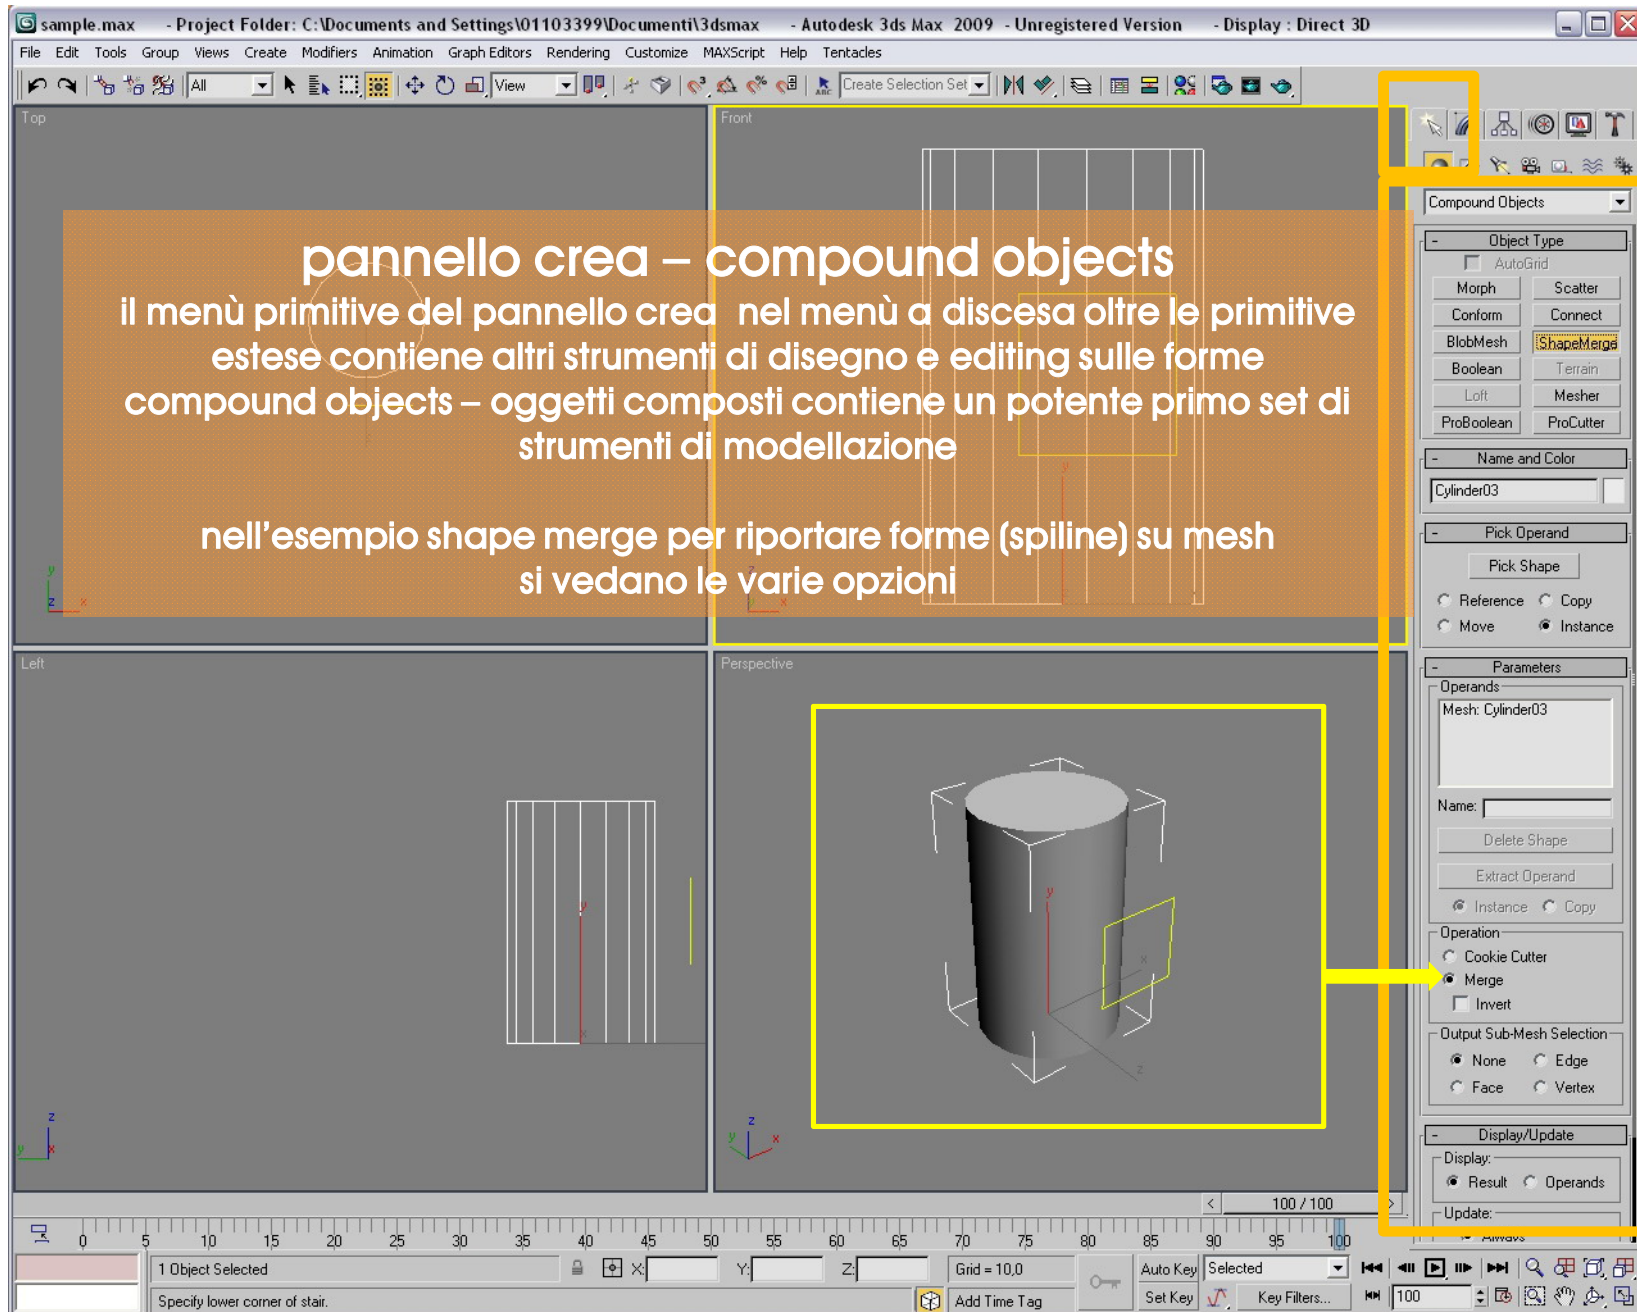 sample.max - Project Folder: C:\Documents and Settings\01103399\Documenti\3dsmax - Autodesk 3ds Max 2009 - Unregistered Version - Display : Direct 3D
File Edit Tools Group Views Create Modifiers Animation Graph Editors Rendering Customize MAXScript Help Tentacles
All View Create Selection Set
Top
Front
pannello crea – compound objects
il menù primitive del pannello crea nel menù a discesa oltre le primitive
estese contiene altri strumenti di disegno e editing sulle forme
compound objects – oggetti composti contiene un potente primo set di
strumenti di modellazione
nell'esempio shape merge per riportare forme (spiline) su mesh
si vedano le varie opzioni
Left
Perspective
Compound Objects
Object Type
AutoGrid
Morph Scatter
Conform Connect
BlobMesh ShapeMerge
Boolean Terrain
Loft Mesher
ProBoolean ProCutter
Name and Color
Cylinder03
Pick Operand
Pick Shape
Reference Copy
Move Instance
Parameters
Operands
Mesh: Cylinder03
Name:
Delete Shape
Extract Operand
Instance Copy
Operation
Cookie Cutter
Merge
Invert
Output Sub-Mesh Selection
None Edge
Face Vertex
Display/Update
Display:
Result Operands
Update:
Always
< 100 / 100 >
0 5 10 15 20 25 30 35 40 45 50 55 60 65 70 75 80 85 90 95 100
1 Object Selected X: Y: Z: Grid = 10,0 Auto Key Selected
Specify lower corner of stair. Add Time Tag Set Key Key Filters... 100